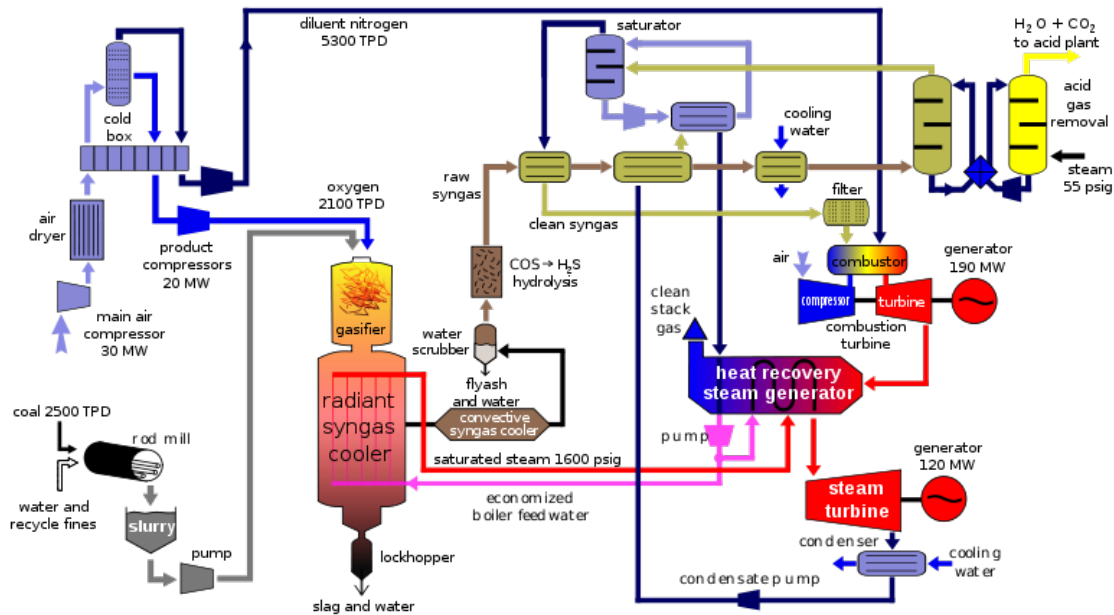 diluent nitrogen
5300 TPD
saturator
H₂O + CO₂
to acid plant
cold
box
cooling
water
acid
gas
removal
steam
55 psig
raw
syngas
oxygen
2100 TPD
clean syngas
filter
air
dryer
product
compressors
20 MW
COS → H₂S
hydrolysis
air
combustor
generator
190 MW
compressor
turbine
combustion
turbine
main air
compressor
30 MW
gasifier
water
scrubber
clean
stack
gas
flyash
and water
heat recovery
steam generator
radiant
syngas
cooler
convective
syngas cooler
coal 2500 TPD
rod mill
pump
saturated steam 1600 psig
generator
120 MW
water and
recycle fines
economized
boiler feed water
steam
turbine
slurry
pump
lockhopper
condenser
cooling
water
condensate pump
slag and water